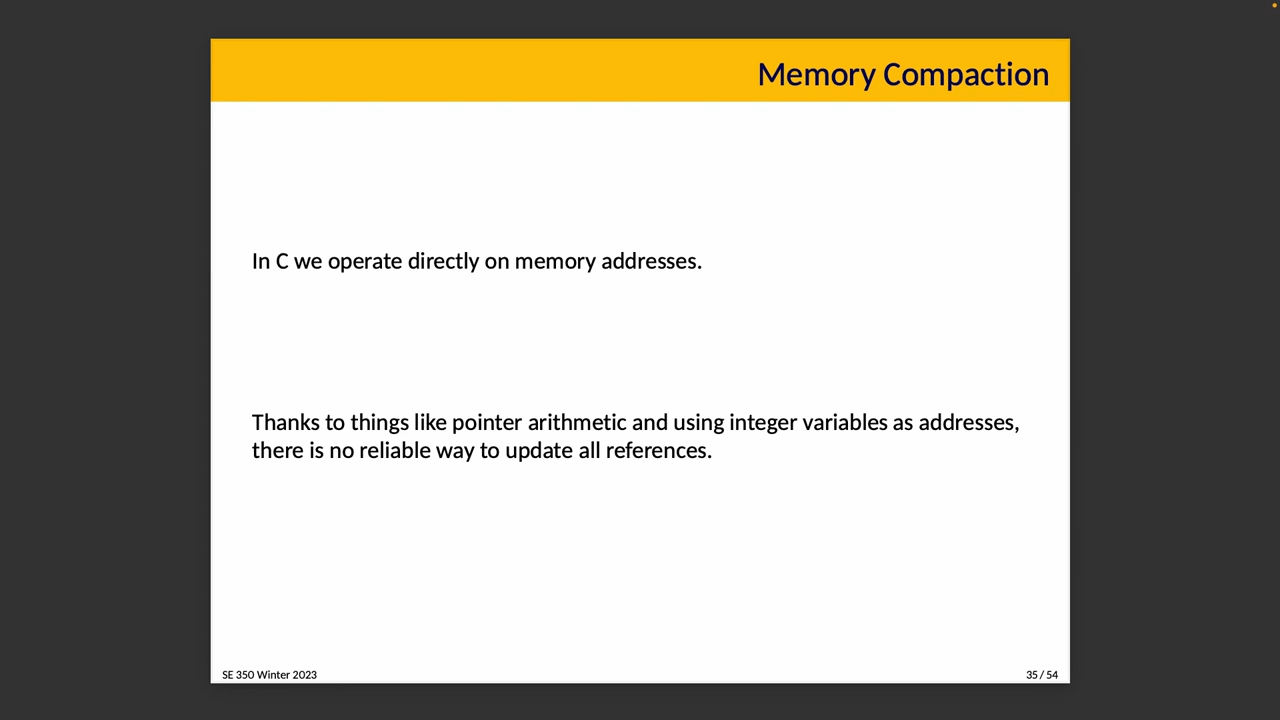 Memory Compaction
In C we operate directly on memory addresses.
Thanks to things like pointer arithmetic and using integer variables as addresses,
there is no reliable way to update all references.
SE 350 Winter 2023
35 / 54